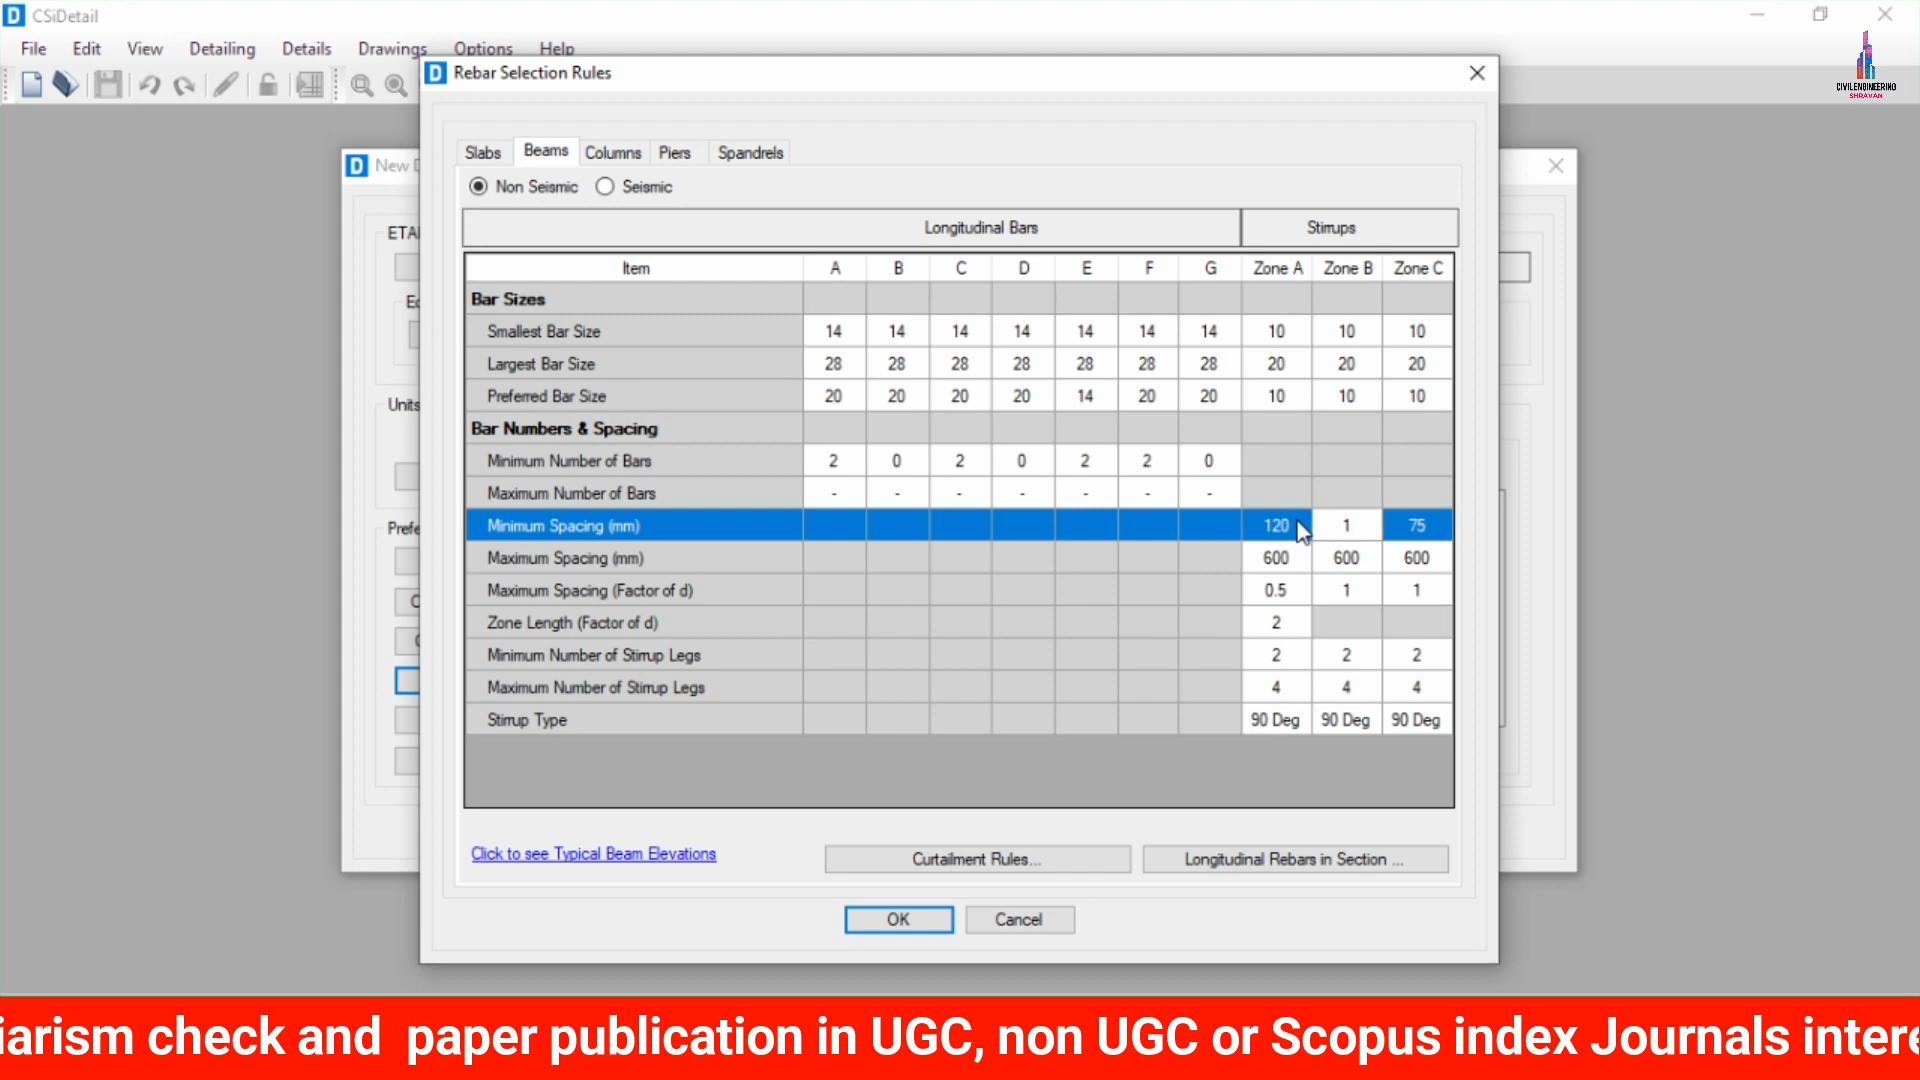 CSiDetail
File Edit View Detailing Details Drawings Options Help
CIVILENGINEERING
SHRAVAN
Rebar Selection Rules
New D
Slabs Beams Columns Piers Spandrels
Non Seismic Seismic
ETA
Units
Prefe
Longitudinal Bars Stirrups
Item A B C D E F G Zone A Zone B Zone C
Bar Sizes
Smallest Bar Size 14 14 14 14 14 14 14 10 10 10
Largest Bar Size 28 28 28 28 28 28 28 20 20 20
Preferred Bar Size 20 20 20 20 14 20 20 10 10 10
Bar Numbers & Spacing
Minimum Number of Bars 2 0 2 0 2 2 0
Maximum Number of Bars - - - - - - -
Minimum Spacing (mm) 120 1 75
Maximum Spacing (mm) 600 600 600
Maximum Spacing (Factor of d) 0.5 1 1
Zone Length (Factor of d) 2
Minimum Number of Stirrup Legs 2 2 2
Maximum Number of Stirrup Legs 4 4 4
Stirrup Type 90 Deg 90 Deg 90 Deg
Click to see Typical Beam Elevations
Curtailment Rules... Longitudinal Rebars in Section ...
OK Cancel
iarism check and paper publication in UGC, non UGC or Scopus index Journals intere